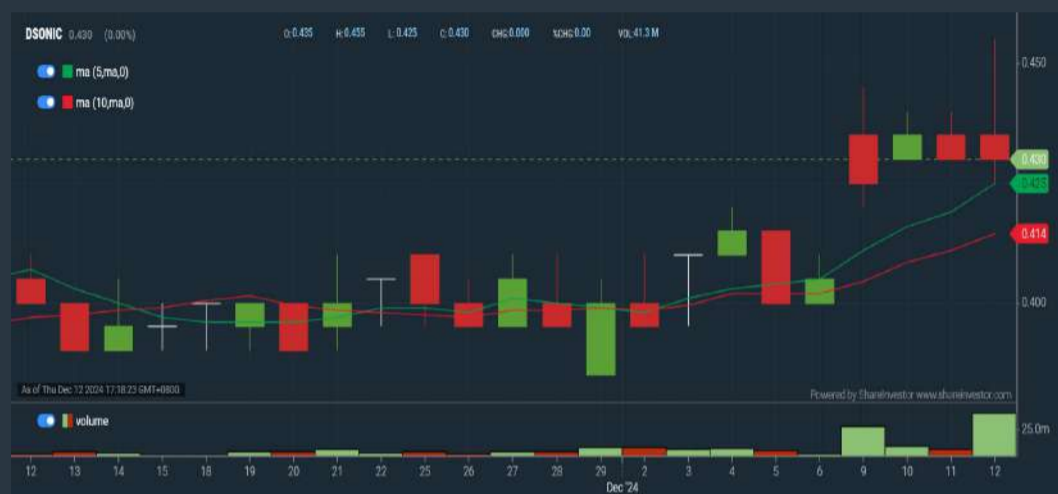 DSONIC 0.430 (0.00%) O:0.435 H:0.455 L:0.425 C:0.430 CHG:0.000 %CHG:0.00 VOL:41.3 M
ma (5,ma,0)
ma (10,ma,0)
0.450
0.430
0.425
0.414
0.400
As of Thu Dec 12 2024 17:18:23 GMT+0800
Powered by ShareInvestor www.shareinvestor.com
volume
25.0m
12 13 14 15 18 19 20 21 22 25 26 27 28 29 2 3 4 5 6 9 10 11 12
Dec '24